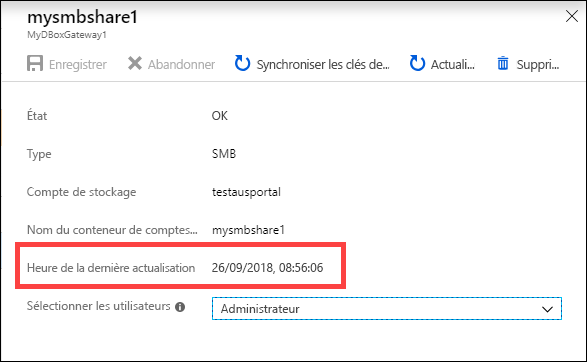 mysmbshare1
MyDBoxGateway1
Enregistrer Abandonner Synchroniser les clés de... Actuali... Suppri...
État OK
Type SMB
Compte de stockage testausportal
Nom du conteneur de comptes... mysmbshare1
Heure de la dernière actualisation 26/09/2018, 08:56:06
Sélectionner les utilisateurs Administrateur